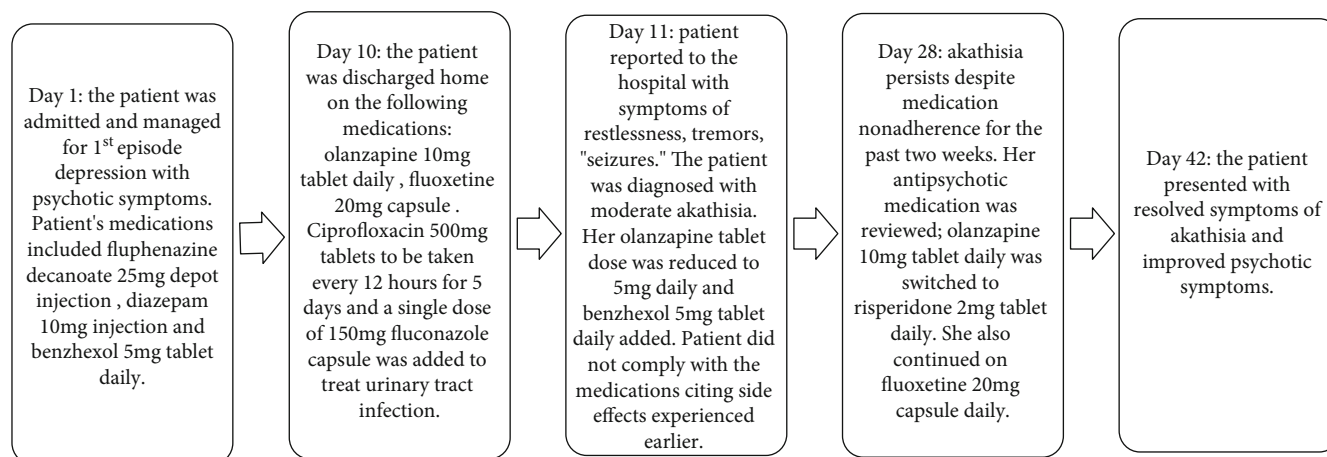 Day 1: the patient was
admitted and managed
for 1st episode
depression with
psychotic symptoms.
Patient's medications
included fluphenazine
decanoate 25mg depot
injection , diazepam
10mg injection and
benzhexol 5mg tablet
daily.
Day 10: the patient
was discharged home
on the following
medications:
olanzapine 10mg
tablet daily , fluoxetine
20mg capsule .
Ciprofloxacin 500mg
tablets to be taken
every 12 hours for 5
days and a single dose
of 150mg fluconazole
capsule was added to
treat urinary tract
infection.
Day 11: patient
reported to the
hospital with
symptoms of
restlessness, tremors,
"seizures." The patient
was diagnosed with
moderate akathisia.
Her olanzapine tablet
dose was reduced to
5mg daily and
benzhexol 5mg tablet
daily added. Patient did
not comply with the
medications citing side
effects experienced
earlier.
Day 28: akathisia
persists despite
medication
nonadherence for the
past two weeks. Her
antipsychotic
medication was
reviewed; olanzapine
10mg tablet daily was
switched to
risperidone 2mg tablet
daily. She also
continued on
fluoxetine 20mg
capsule daily.
Day 42: the patient
presented with
resolved symptoms of
akathisia and
improved psychotic
symptoms.